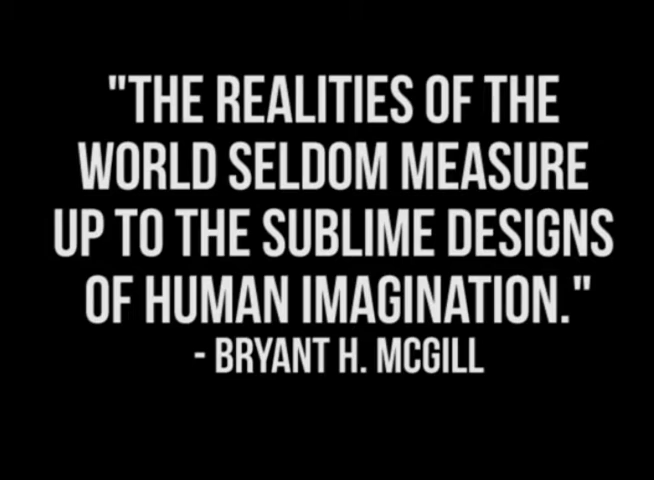 "THE REALITIES OF THE
WORLD SELDOM MEASURE
UP TO THE SUBLIME DESIGNS
OF HUMAN IMAGINATION."
- BRYANT H. MCGILL